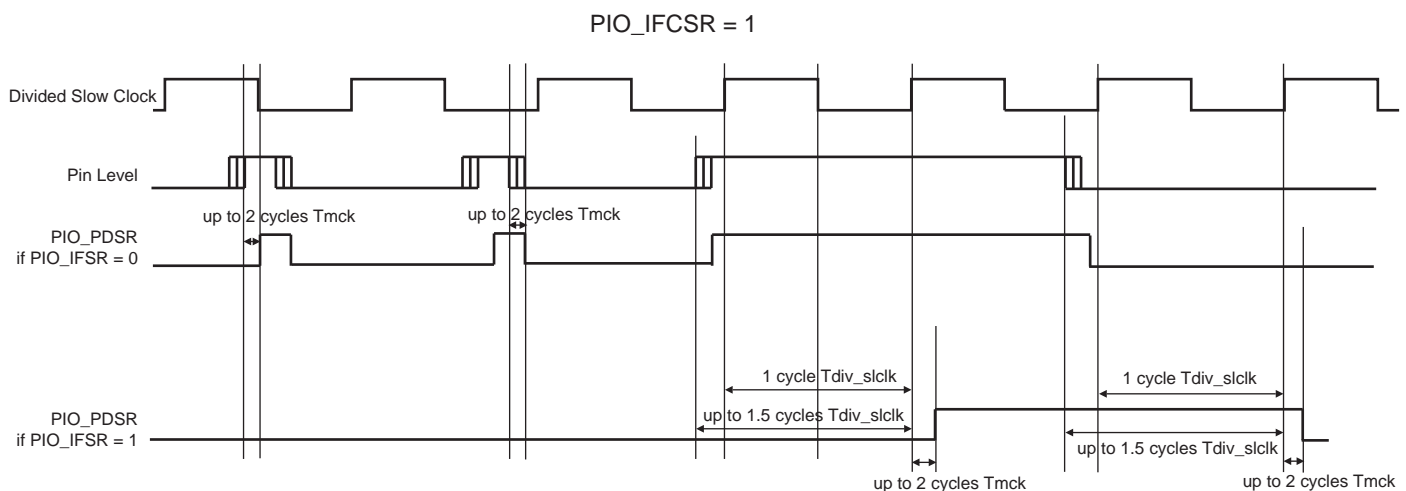 PIO_IFCSR = 1
Divided Slow Clock
Pin Level
up to 2 cycles Tmck
up to 2 cycles Tmck
PIO_PDSR
if PIO_IFSR = 0
1 cycle Tdiv_slclk
1 cycle Tdiv_slclk
up to 1.5 cycles Tdiv_slclk
PIO_PDSR
if PIO_IFSR = 1
up to 1.5 cycles Tdiv_slclk
up to 2 cycles Tmck
up to 2 cycles Tmck